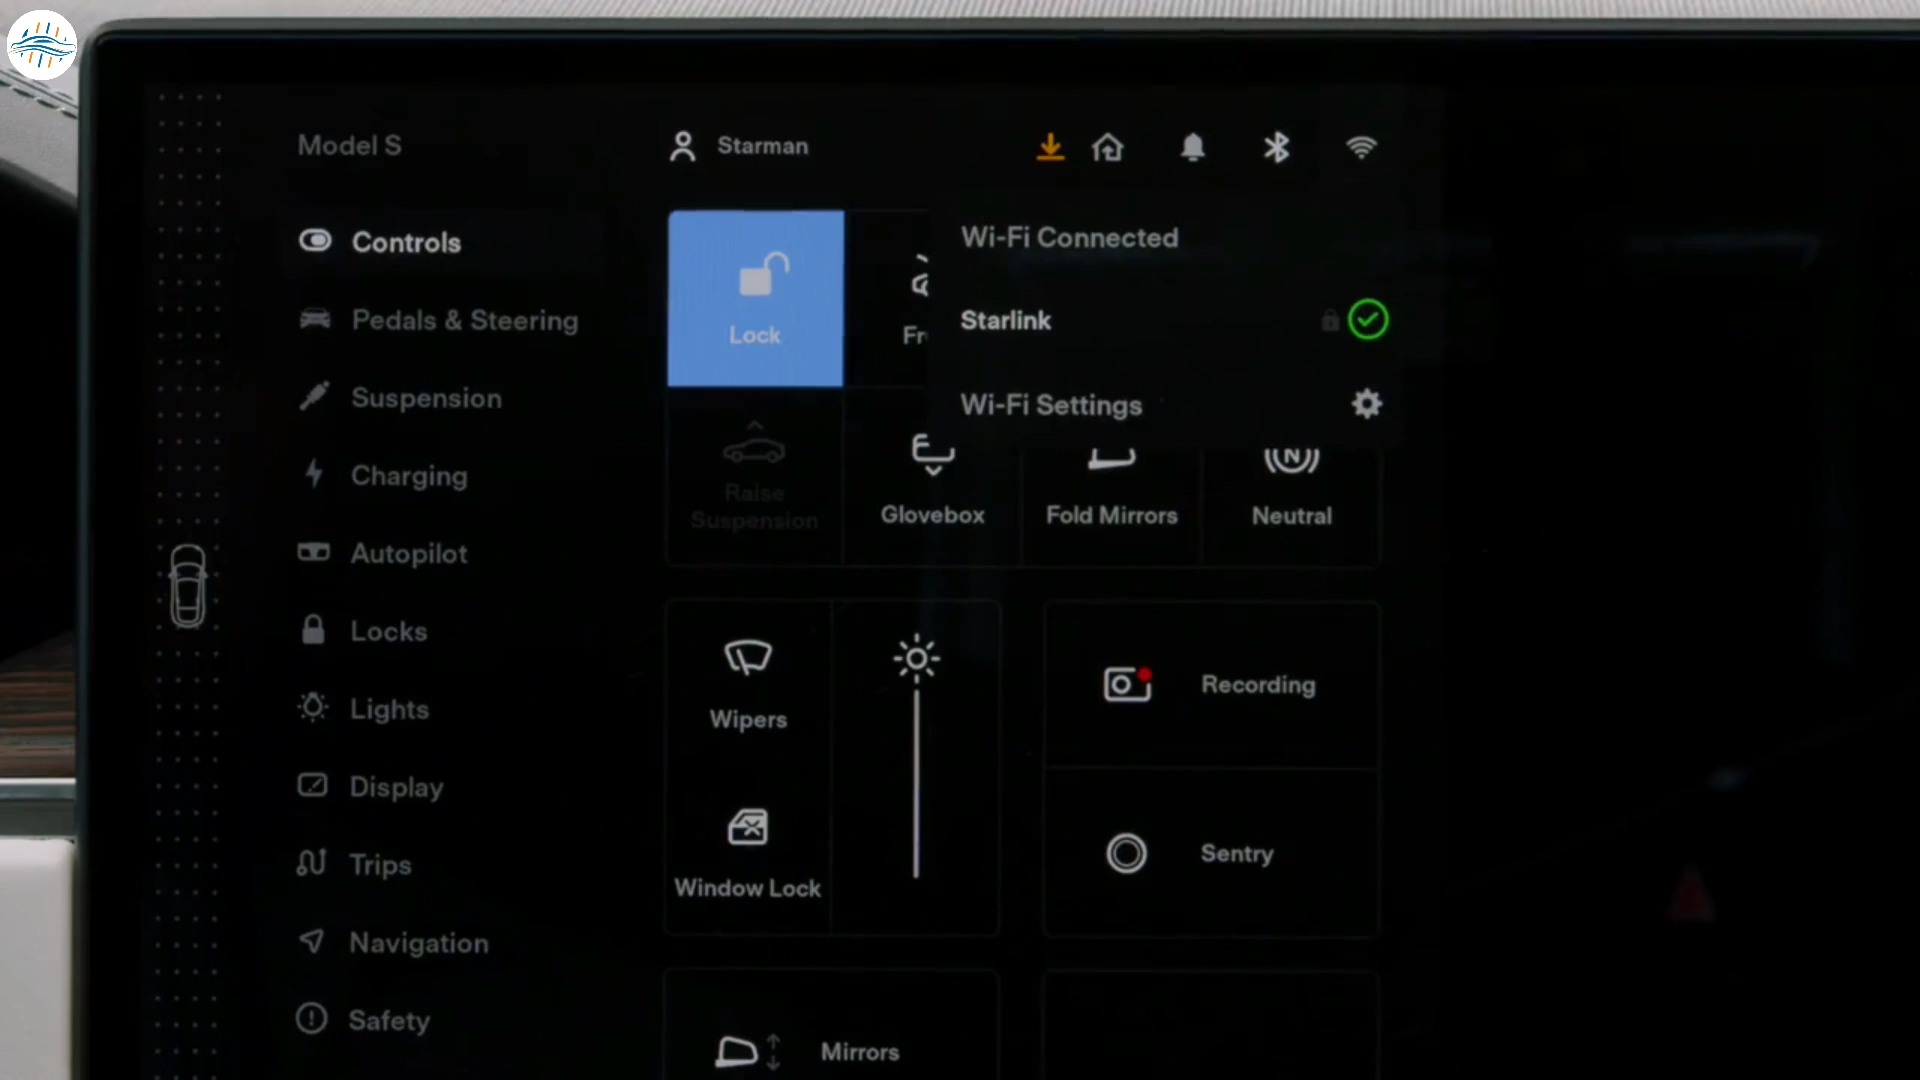 Model S
Starman
Controls
Pedals & Steering
Suspension
Charging
Autopilot
Locks
Lights
Display
Trips
Navigation
Safety
Lock
Fr
Wi-Fi Connected
Starlink
Wi-Fi Settings
Raise
Suspension
Glovebox
Fold Mirrors
N
Neutral
Wipers
Window Lock
Recording
Sentry
Mirrors